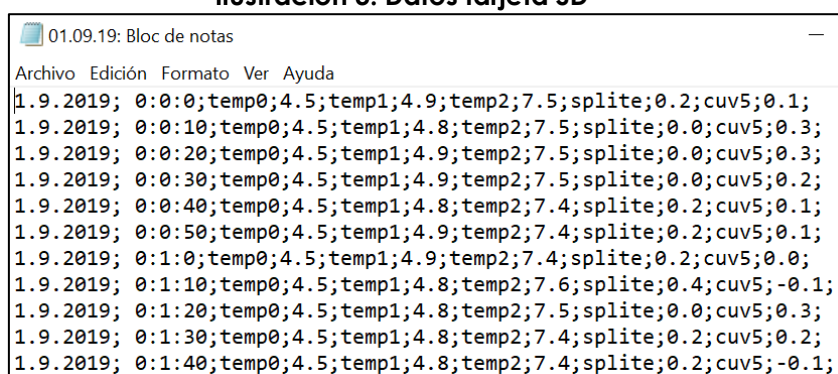 Ilustración 3. Datos tarjeta SD
01.09.19: Bloc de notas
Archivo Edición Formato Ver Ayuda
1.9.2019; 0:0:0;temp0;4.5;temp1;4.9;temp2;7.5;splite;0.2;cuv5;0.1;
1.9.2019; 0:0:10;temp0;4.5;temp1;4.8;temp2;7.5;splite;0.0;cuv5;0.3;
1.9.2019; 0:0:20;temp0;4.5;temp1;4.9;temp2;7.5;splite;0.0;cuv5;0.3;
1.9.2019; 0:0:30;temp0;4.5;temp1;4.9;temp2;7.5;splite;0.0;cuv5;0.2;
1.9.2019; 0:0:40;temp0;4.5;temp1;4.8;temp2;7.4;splite;0.2;cuv5;0.1;
1.9.2019; 0:0:50;temp0;4.5;temp1;4.9;temp2;7.4;splite;0.2;cuv5;0.1;
1.9.2019; 0:1:0;temp0;4.5;temp1;4.9;temp2;7.4;splite;0.2;cuv5;0.0;
1.9.2019; 0:1:10;temp0;4.5;temp1;4.8;temp2;7.6;splite;0.4;cuv5;-0.1;
1.9.2019; 0:1:20;temp0;4.5;temp1;4.8;temp2;7.5;splite;0.0;cuv5;0.3;
1.9.2019; 0:1:30;temp0;4.5;temp1;4.8;temp2;7.4;splite;0.2;cuv5;0.2;
1.9.2019; 0:1:40;temp0;4.5;temp1;4.8;temp2;7.4;splite;0.2;cuv5;-0.1;